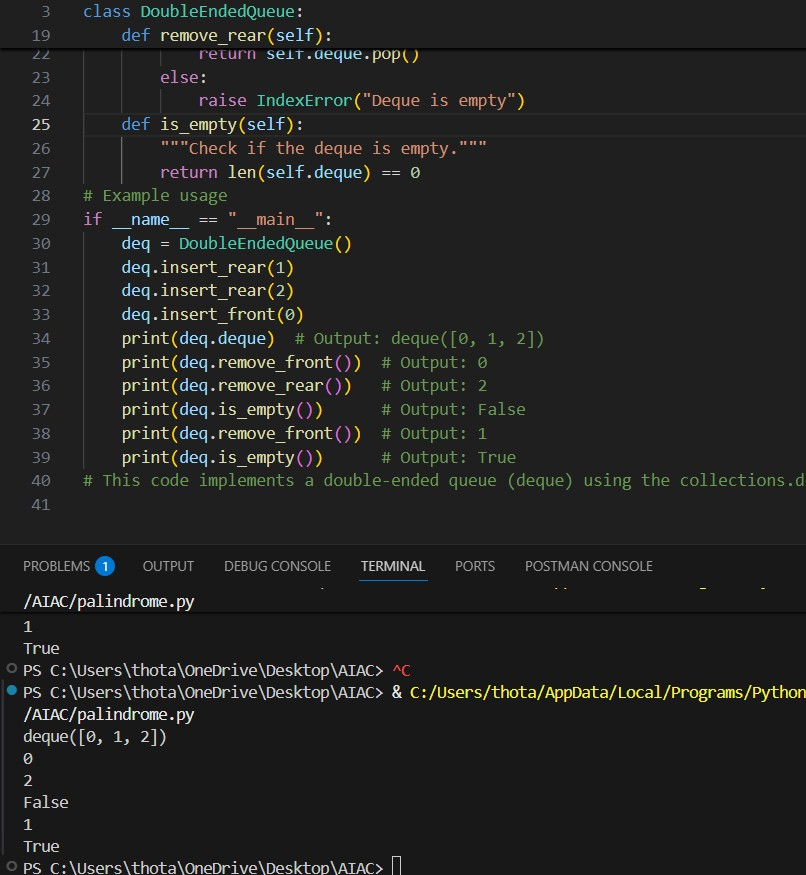 3 class DoubleEndedQueue:
19 def remove_rear(self):
22 return self.deque.pop()
23 else:
24 raise IndexError("Deque is empty")
25 def is_empty(self):
26 """Check if the deque is empty."""
27 return len(self.deque) == 0
28 # Example usage
29 if __name__ == "__main__":
30 deq = DoubleEndedQueue()
31 deq.insert_rear(1)
32 deq.insert_rear(2)
33 deq.insert_front(0)
34 print(deq.deque)  # Output: deque([0, 1, 2])
35 print(deq.remove_front())  # Output: 0
36 print(deq.remove_rear())   # Output: 2
37 print(deq.is_empty())      # Output: False
38 print(deq.remove_front())  # Output: 1
39 print(deq.is_empty())      # Output: True
40 # This code implements a double-ended queue (deque) using the collections.d
41
PROBLEMS 1 OUTPUT DEBUG CONSOLE TERMINAL PORTS POSTMAN CONSOLE
/AIAC/palindrome.py
1
True
PS C:\Users\thota\OneDrive\Desktop\AIAC> ^C
PS C:\Users\thota\OneDrive\Desktop\AIAC> & C:/Users/thota/AppData/Local/Programs/Python
/AIAC/palindrome.py
deque([0, 1, 2])
0
2
False
1
True
PS C:\Users\thota\OneDrive\Desktop\AIAC>